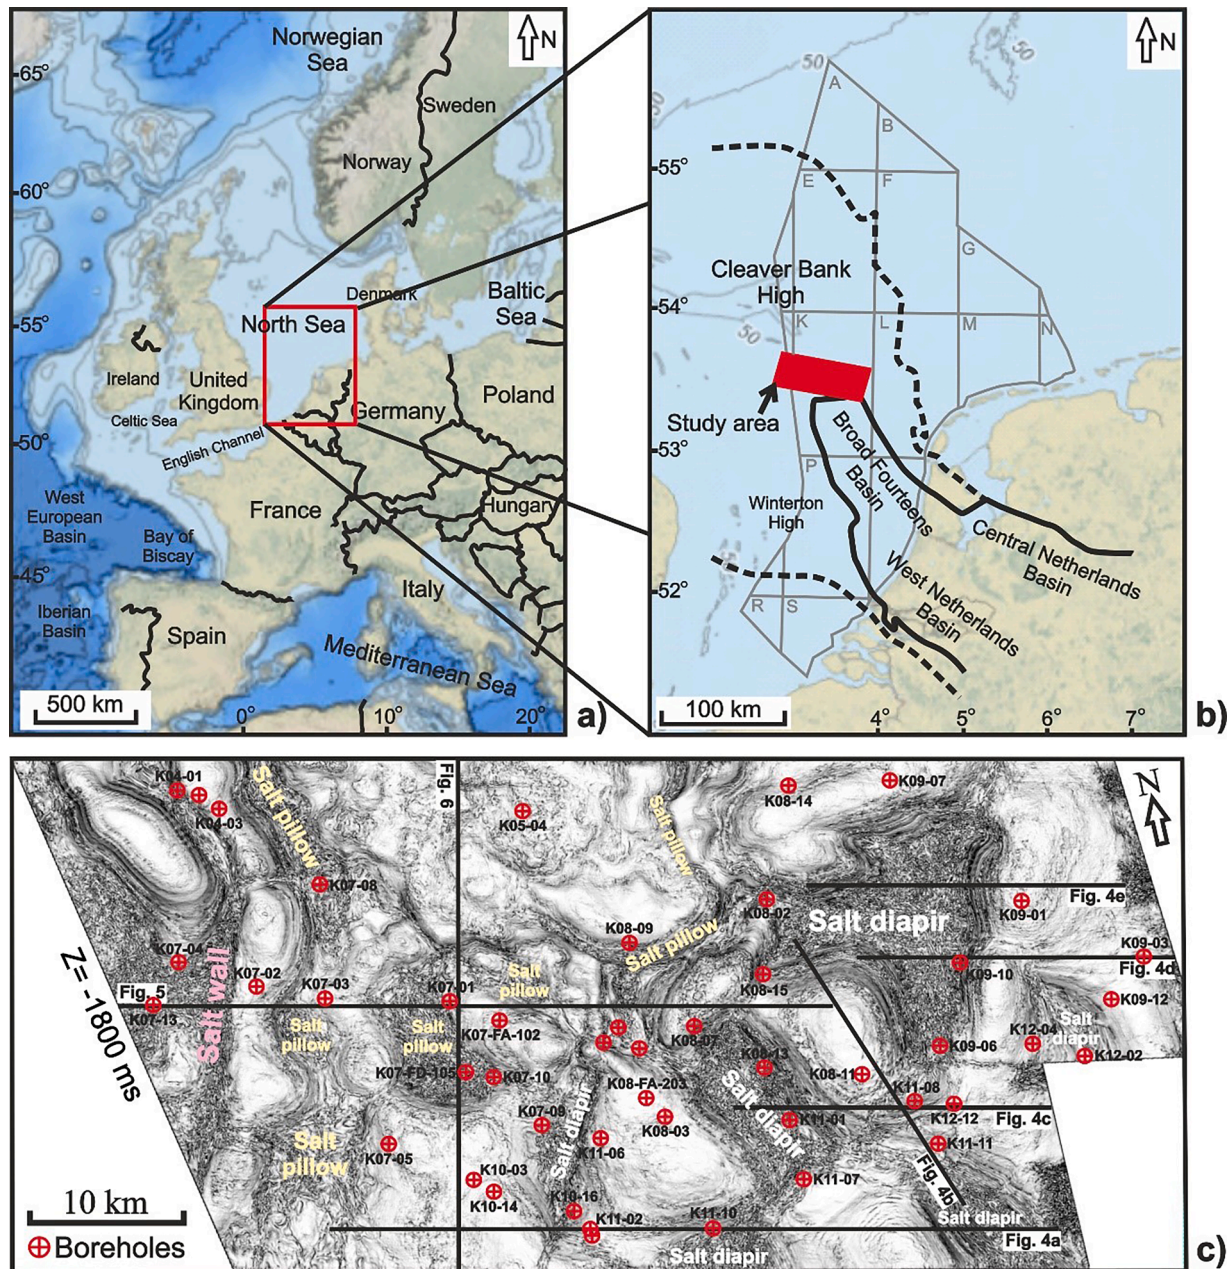 Norwegian
Sea
N
65°
Sweden
Norway
60°
Denmark
Baltic
Sea
55°
North Sea
Ireland
United
Kingdom
Poland
Germany
Celtic Sea
English Channel
50°
West
European
Basin
France
Hungary
Bay of
Biscay
45°
Italy
Iberian
Basin
Spain
Mediterranean Sea
500 km
0°
10°
20°
a)
N
50
50
A
B
55°
E
F
G
Cleaver Bank
High
54°
K
L
M
N
50
Study area
53°
P
Broad Fourteens
Basin
Winterton
High
Central Netherlands
Basin
West Netherlands
Basin
52°
R
S
100 km
4°
5°
6°
7°
b)
N
K04-01
K04-03
Salt pillow
Fig. 6
K05-04
Salt pillow
K08-14
K09-07
K07-08
Fig. 4e
K08-02
K09-01
Salt diapir
K08-09
Salt pillow
K07-04
K09-03
Fig. 4d
K09-10
Salt wall
K07-02
K07-03
K07-01
Salt
pillow
K08-15
Fig. 5
K07-13
K09-12
Z= -1800 ms
Salt
pillow
Salt
pillow
K07-FA-102
K08-07
K09-06
K12-04
Salt
diapir
K12-02
K07-FD-105
K07-10
K08-13
K08-11
K08-FA-203
K08-03
Salt diapir
K11-08
K12-12
Fig. 4c
K11-01
K07-09
Salt diapir
K11-06
K11-11
Salt
pillow
K07-05
K10-03
K10-14
K11-07
Fig. 4b
K10-16
K11-02
K11-10
Salt diapir
Fig. 4a
Salt diapir
10 km
Boreholes
c)